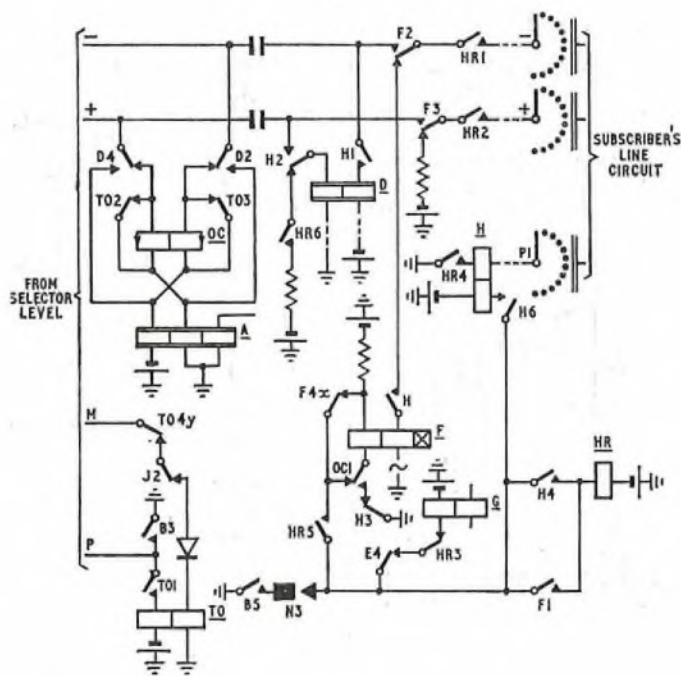 −
F2
HR1
−
+
F3
HR2
+
D4
D2
H2
H1
D
SUBSCRIBER'S
LINE
CIRCUIT
TO2
TO3
OC
HR6
H
P1
HR4
H6
FROM
SELECTOR
LEVEL
A
F4x
H
M
TO4y
F
J2
OC1
H3
HR
H4
G
B3
HR5
HR3
P
E4
TO1
B5
N3
F1
TO